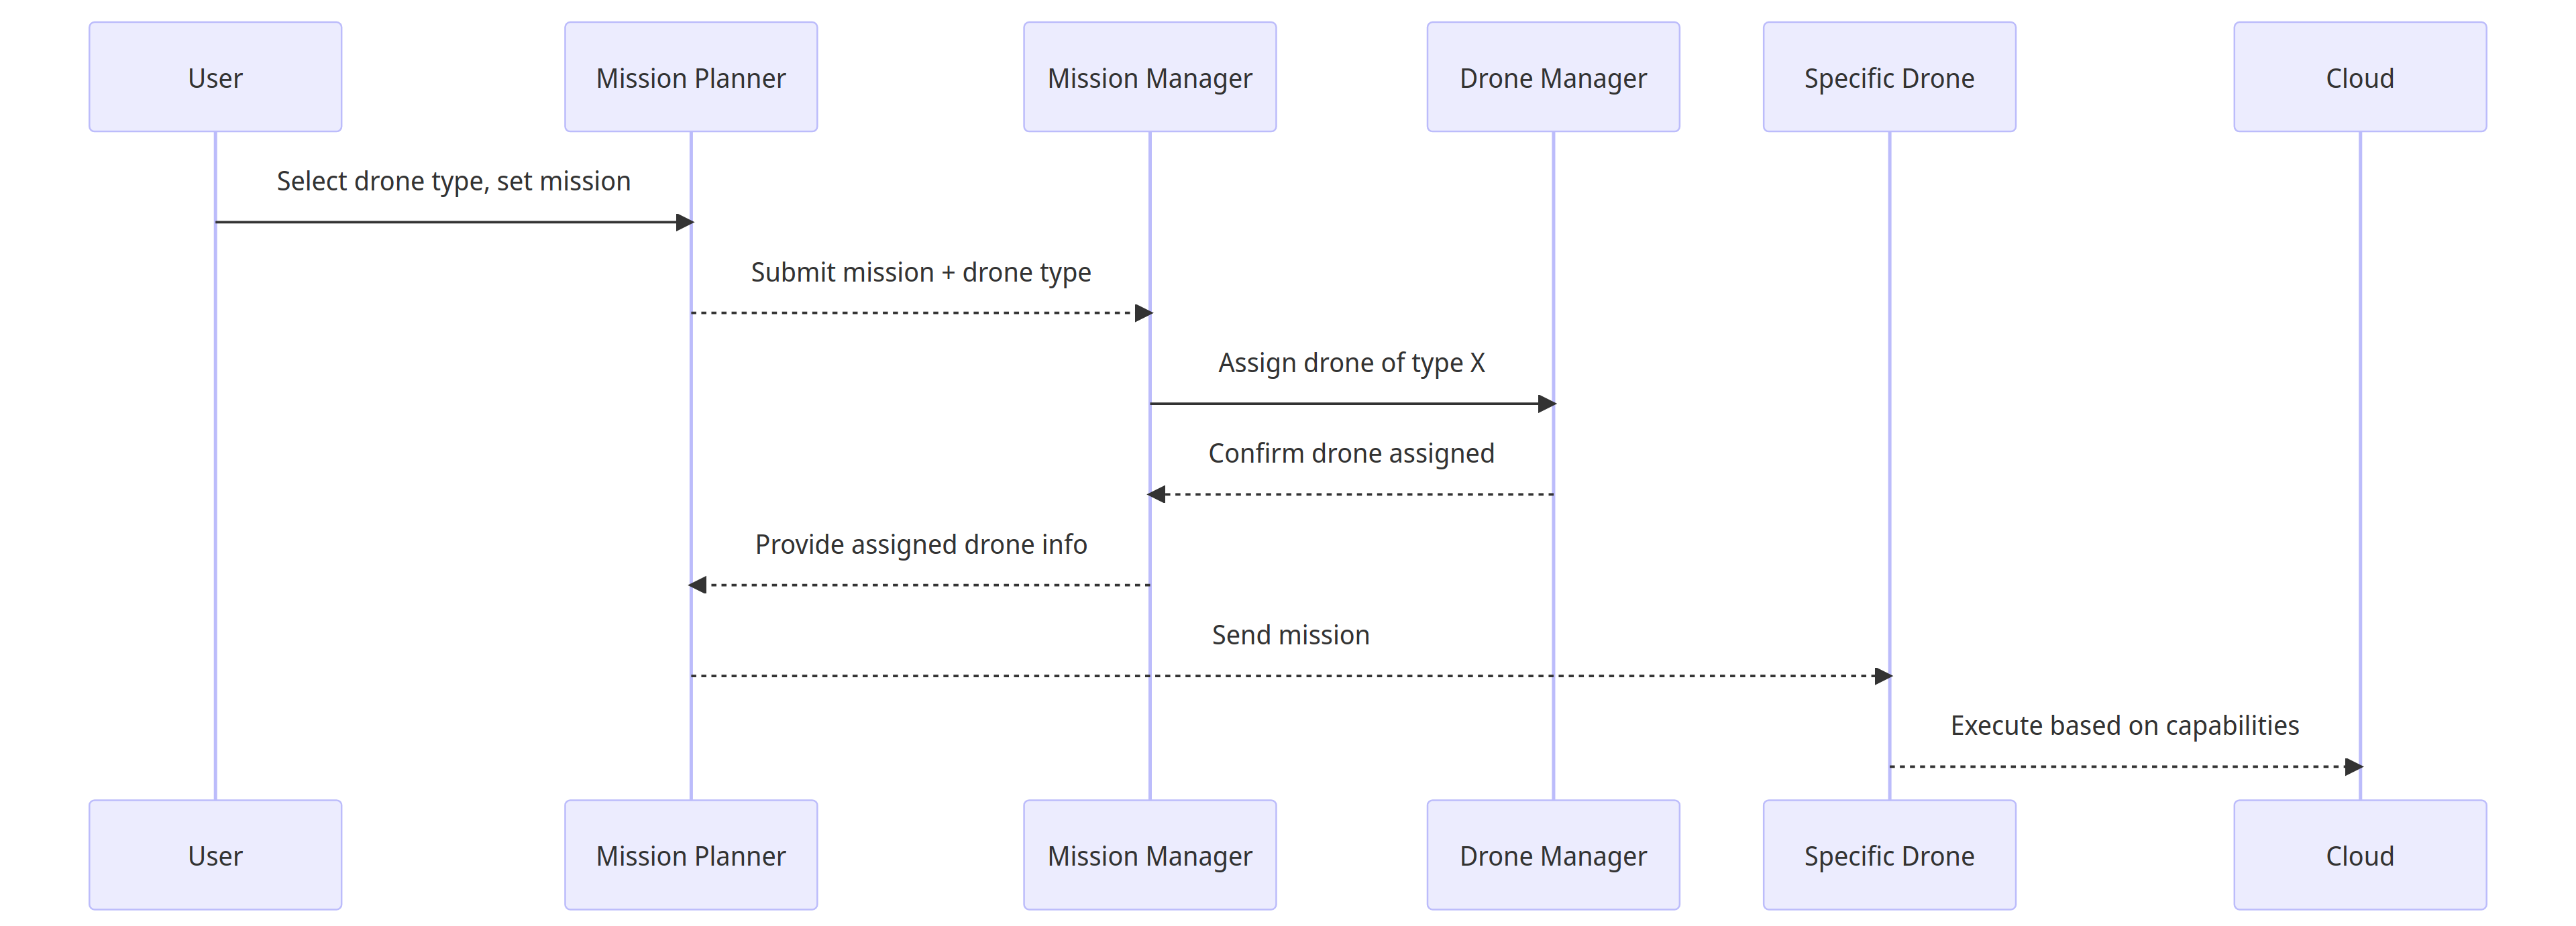 User
Mission Planner
Mission Manager
Drone Manager
Specific Drone
Cloud
Select drone type, set mission
Submit mission + drone type
Assign drone of type X
Confirm drone assigned
Provide assigned drone info
Send mission
Execute based on capabilities
User
Mission Planner
Mission Manager
Drone Manager
Specific Drone
Cloud